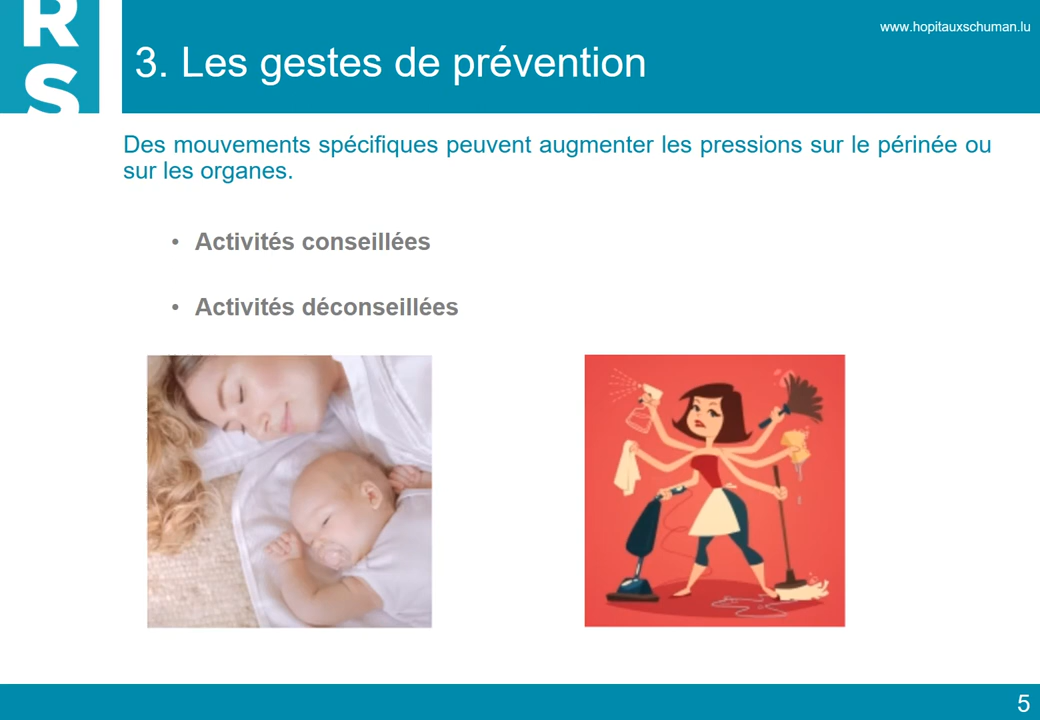 R
S
www.hopitauxschuman.lu
3. Les gestes de prévention
Des mouvements spécifiques peuvent augmenter les pressions sur le périnée ou
sur les organes.
• Activités conseillées
• Activités déconseillées
5